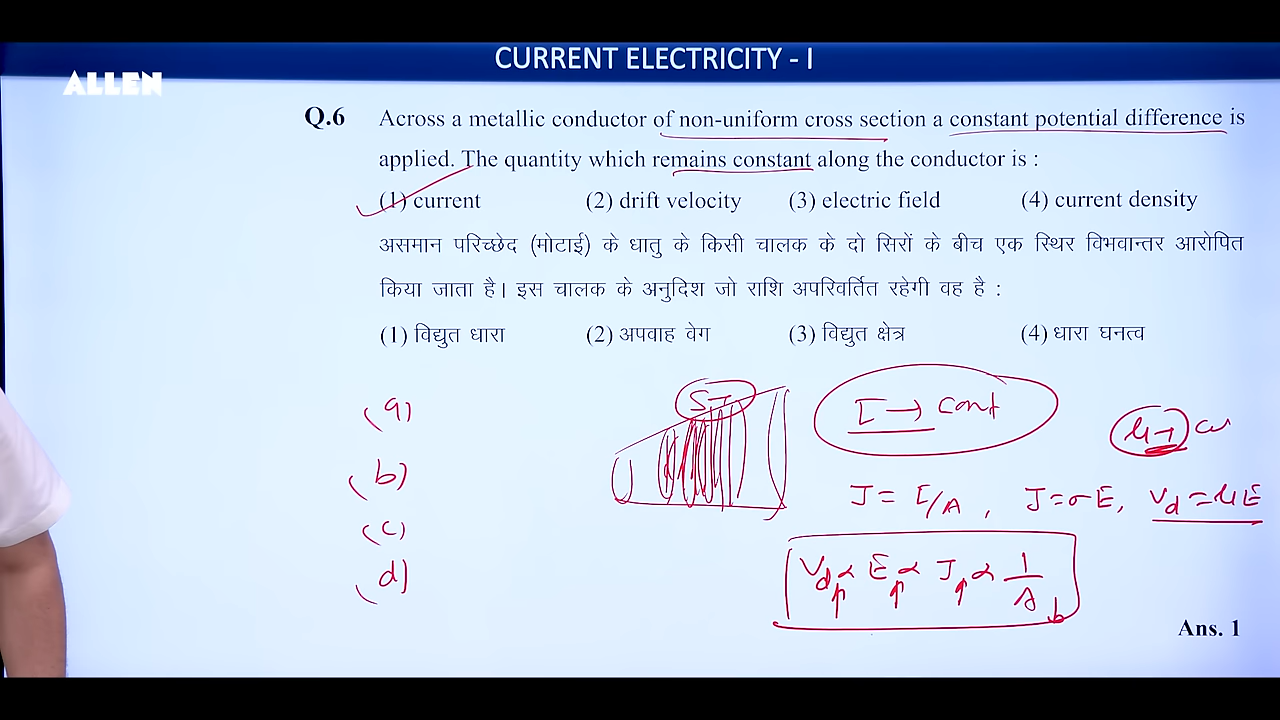 CURRENT ELECTRICITY - I
ALLEN
Q.6 Across a metallic conductor of non-uniform cross section a constant potential difference is
applied. The quantity which remains constant along the conductor is :
(1) current (2) drift velocity (3) electric field (4) current density
असमान परिच्छेद (मोटाई) के धातु के किसी चालक के दो सिरों के बीच एक स्थिर विभवान्तर आरोपित
किया जाता है। इस चालक के अनुदिश जो राशि अपरिवर्तित रहेगी वह है :
(1) विद्युत धारा (2) अपवाह वेग (3) विद्युत क्षेत्र (4) धारा घनत्व
(a)
I → Cont
(b)
J = I/A , J = σE, Vd = μE
(c)
(d)
Vd ∝ E ∝ J ∝ 1/A
Ans. 1